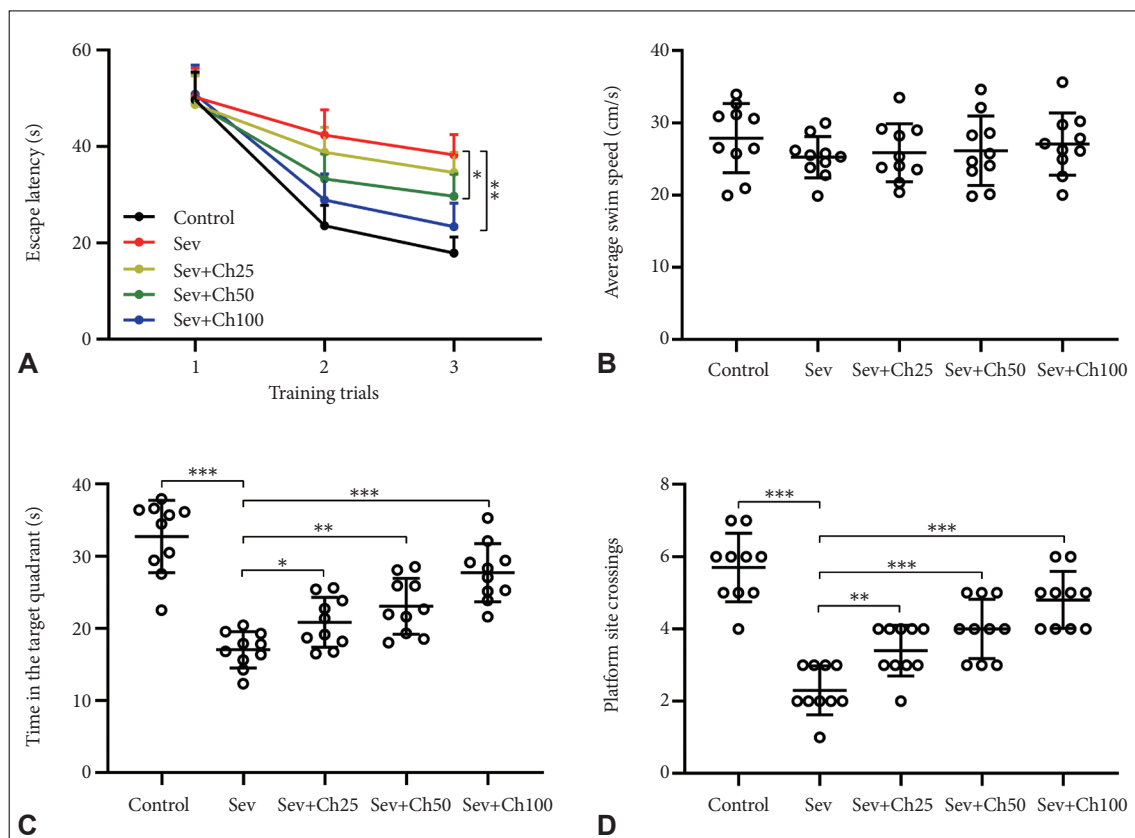 60
40
20
0
Escape latency (s)
*
**
Control
Sev
Sev+Ch25
Sev+Ch50
Sev+Ch100
1 2 3
Training trials
A
40
30
20
10
0
Average swim speed (cm/s)
Control Sev Sev+Ch25 Sev+Ch50 Sev+Ch100
B
40
30
20
10
0
Time in the target quadrant (s)
***
***
**
*
Control Sev Sev+Ch25 Sev+Ch50 Sev+Ch100
C
8
6
4
2
0
Platform site crossings
***
***
***
**
Control Sev Sev+Ch25 Sev+Ch50 Sev+Ch100
D